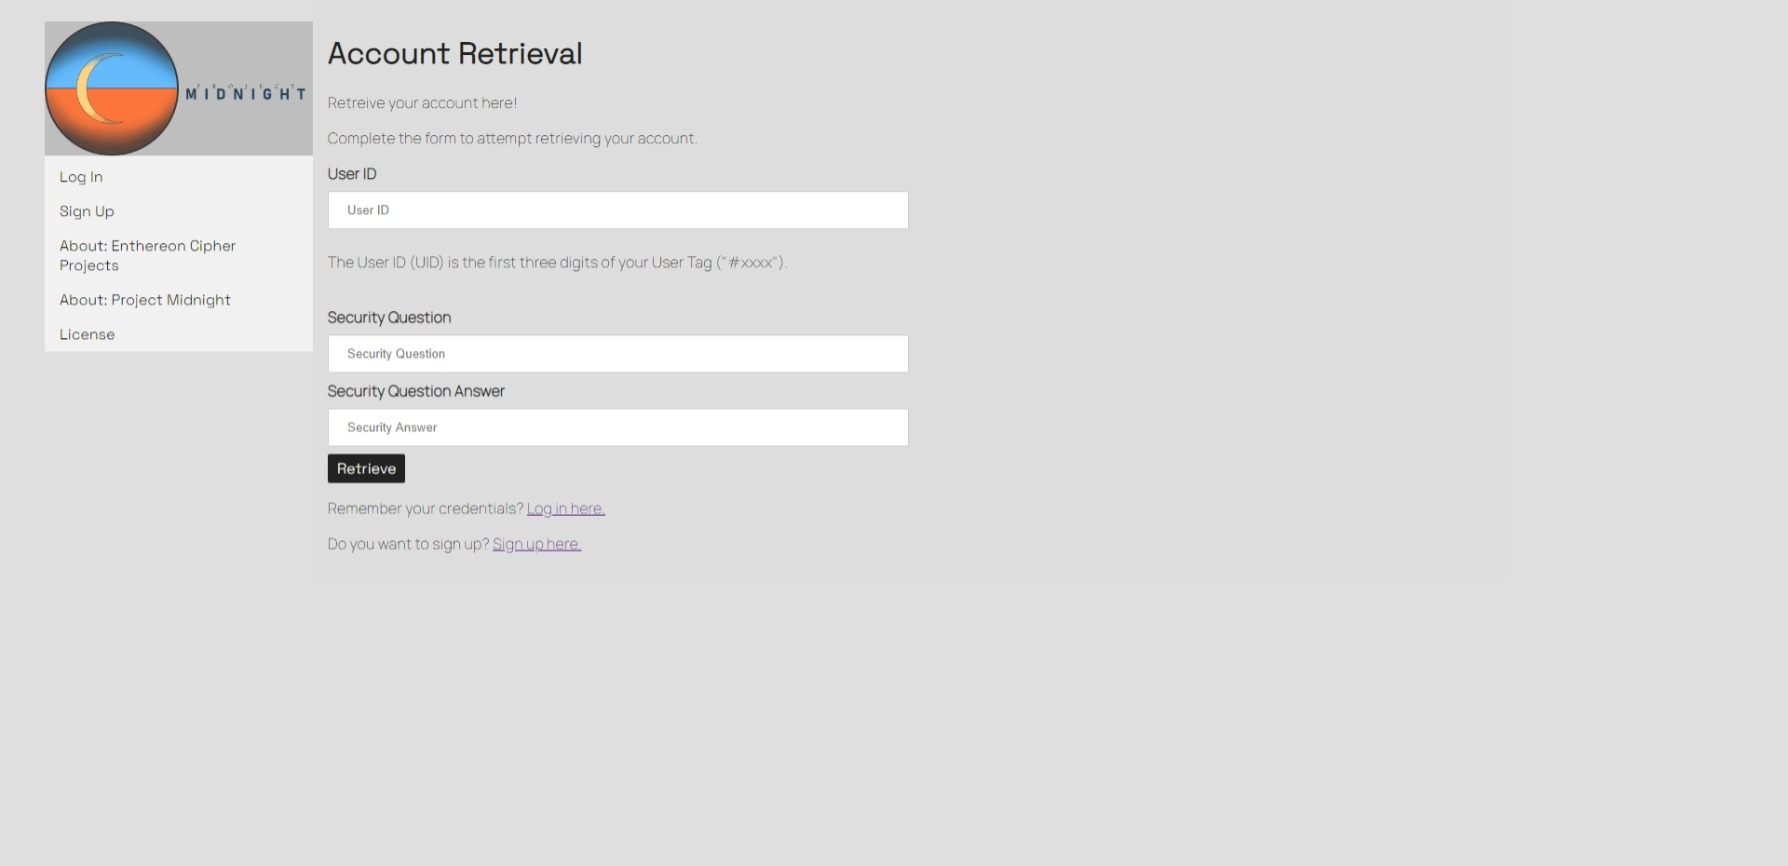 MIDNIGHT
Log In
Sign Up
About: Enthereon Cipher
Projects
About: Project Midnight
License
Account Retrieval
Retreive your account here!
Complete the form to attempt retrieving your account.
User ID
User ID
The User ID (UID) is the first three digits of your User Tag ("#xxxx").
Security Question
Security Question
Security Question Answer
Security Answer
Retrieve
Remember your credentials? Log in here.
Do you want to sign up? Sign up here.